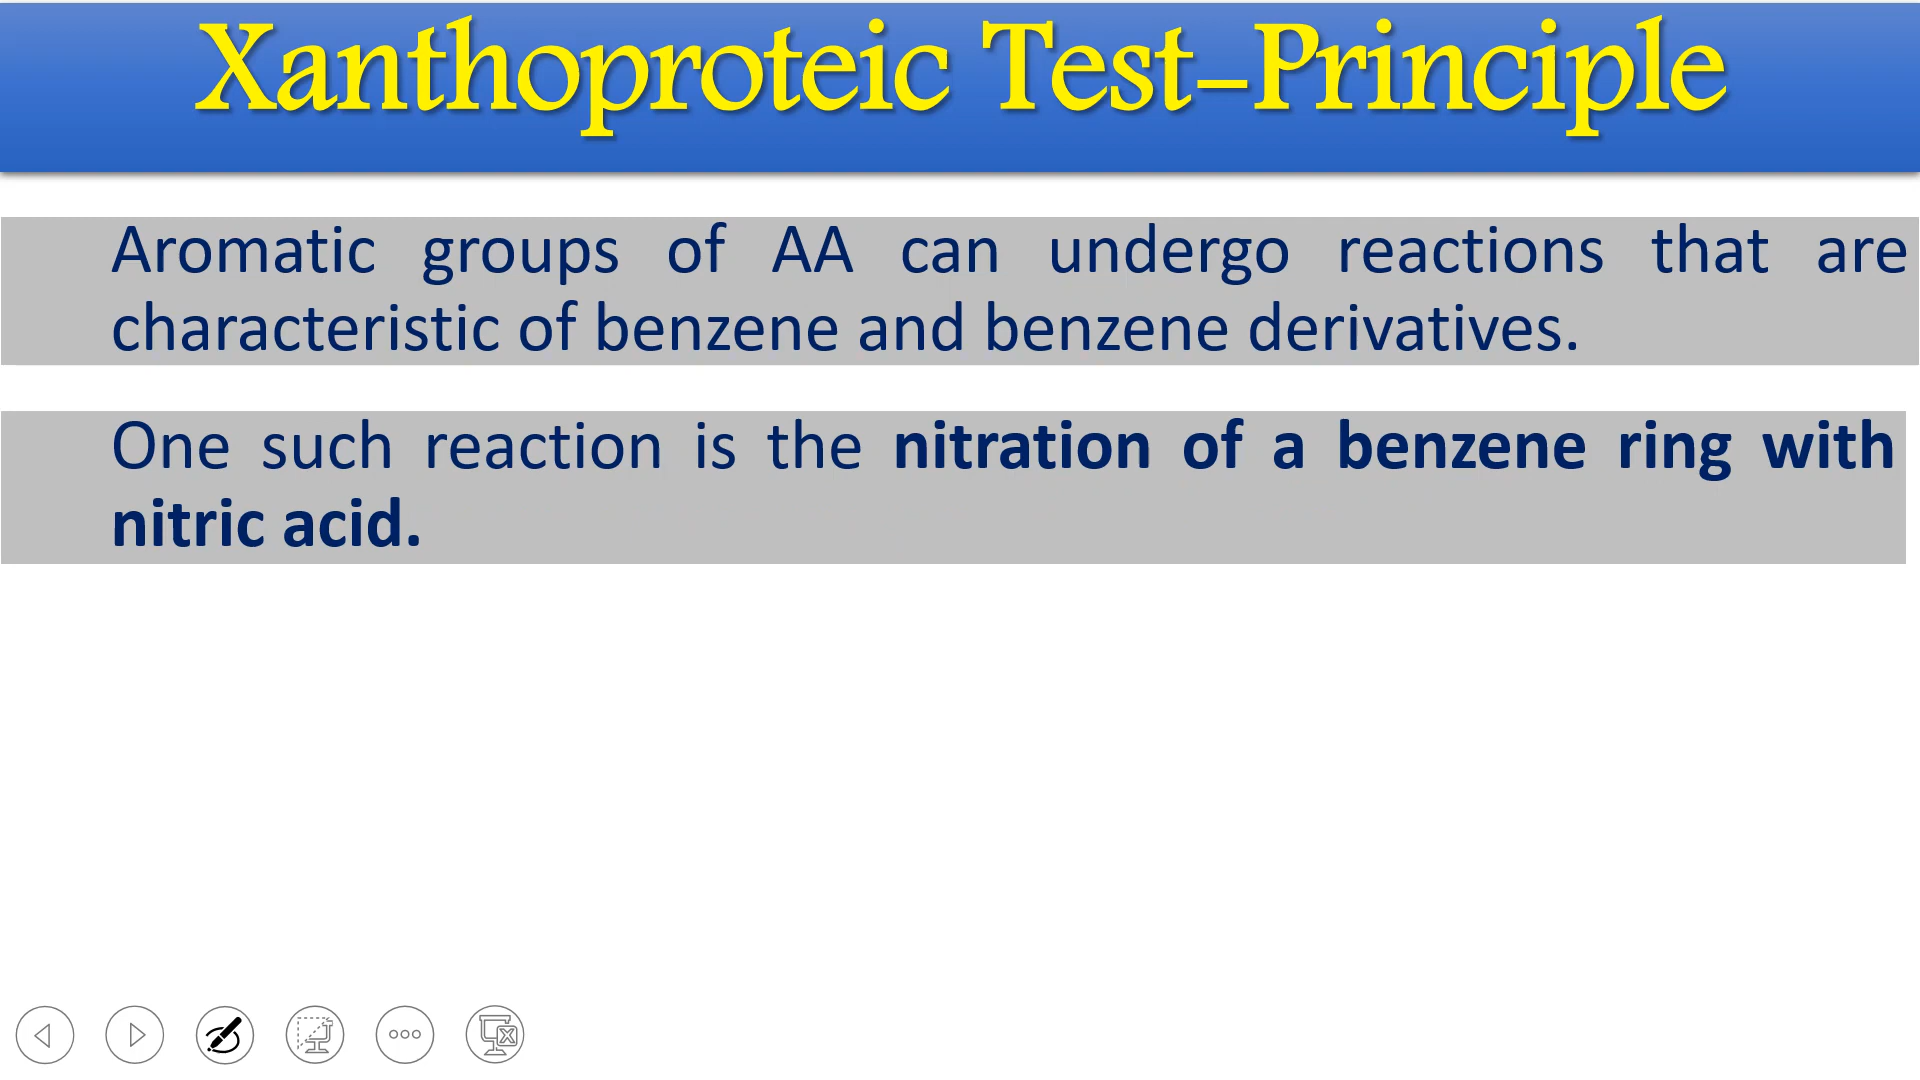 Xanthoproteic Test-Principle
Aromatic groups of AA can undergo reactions that are
characteristic of benzene and benzene derivatives.
One such reaction is the nitration of a benzene ring with
nitric acid.